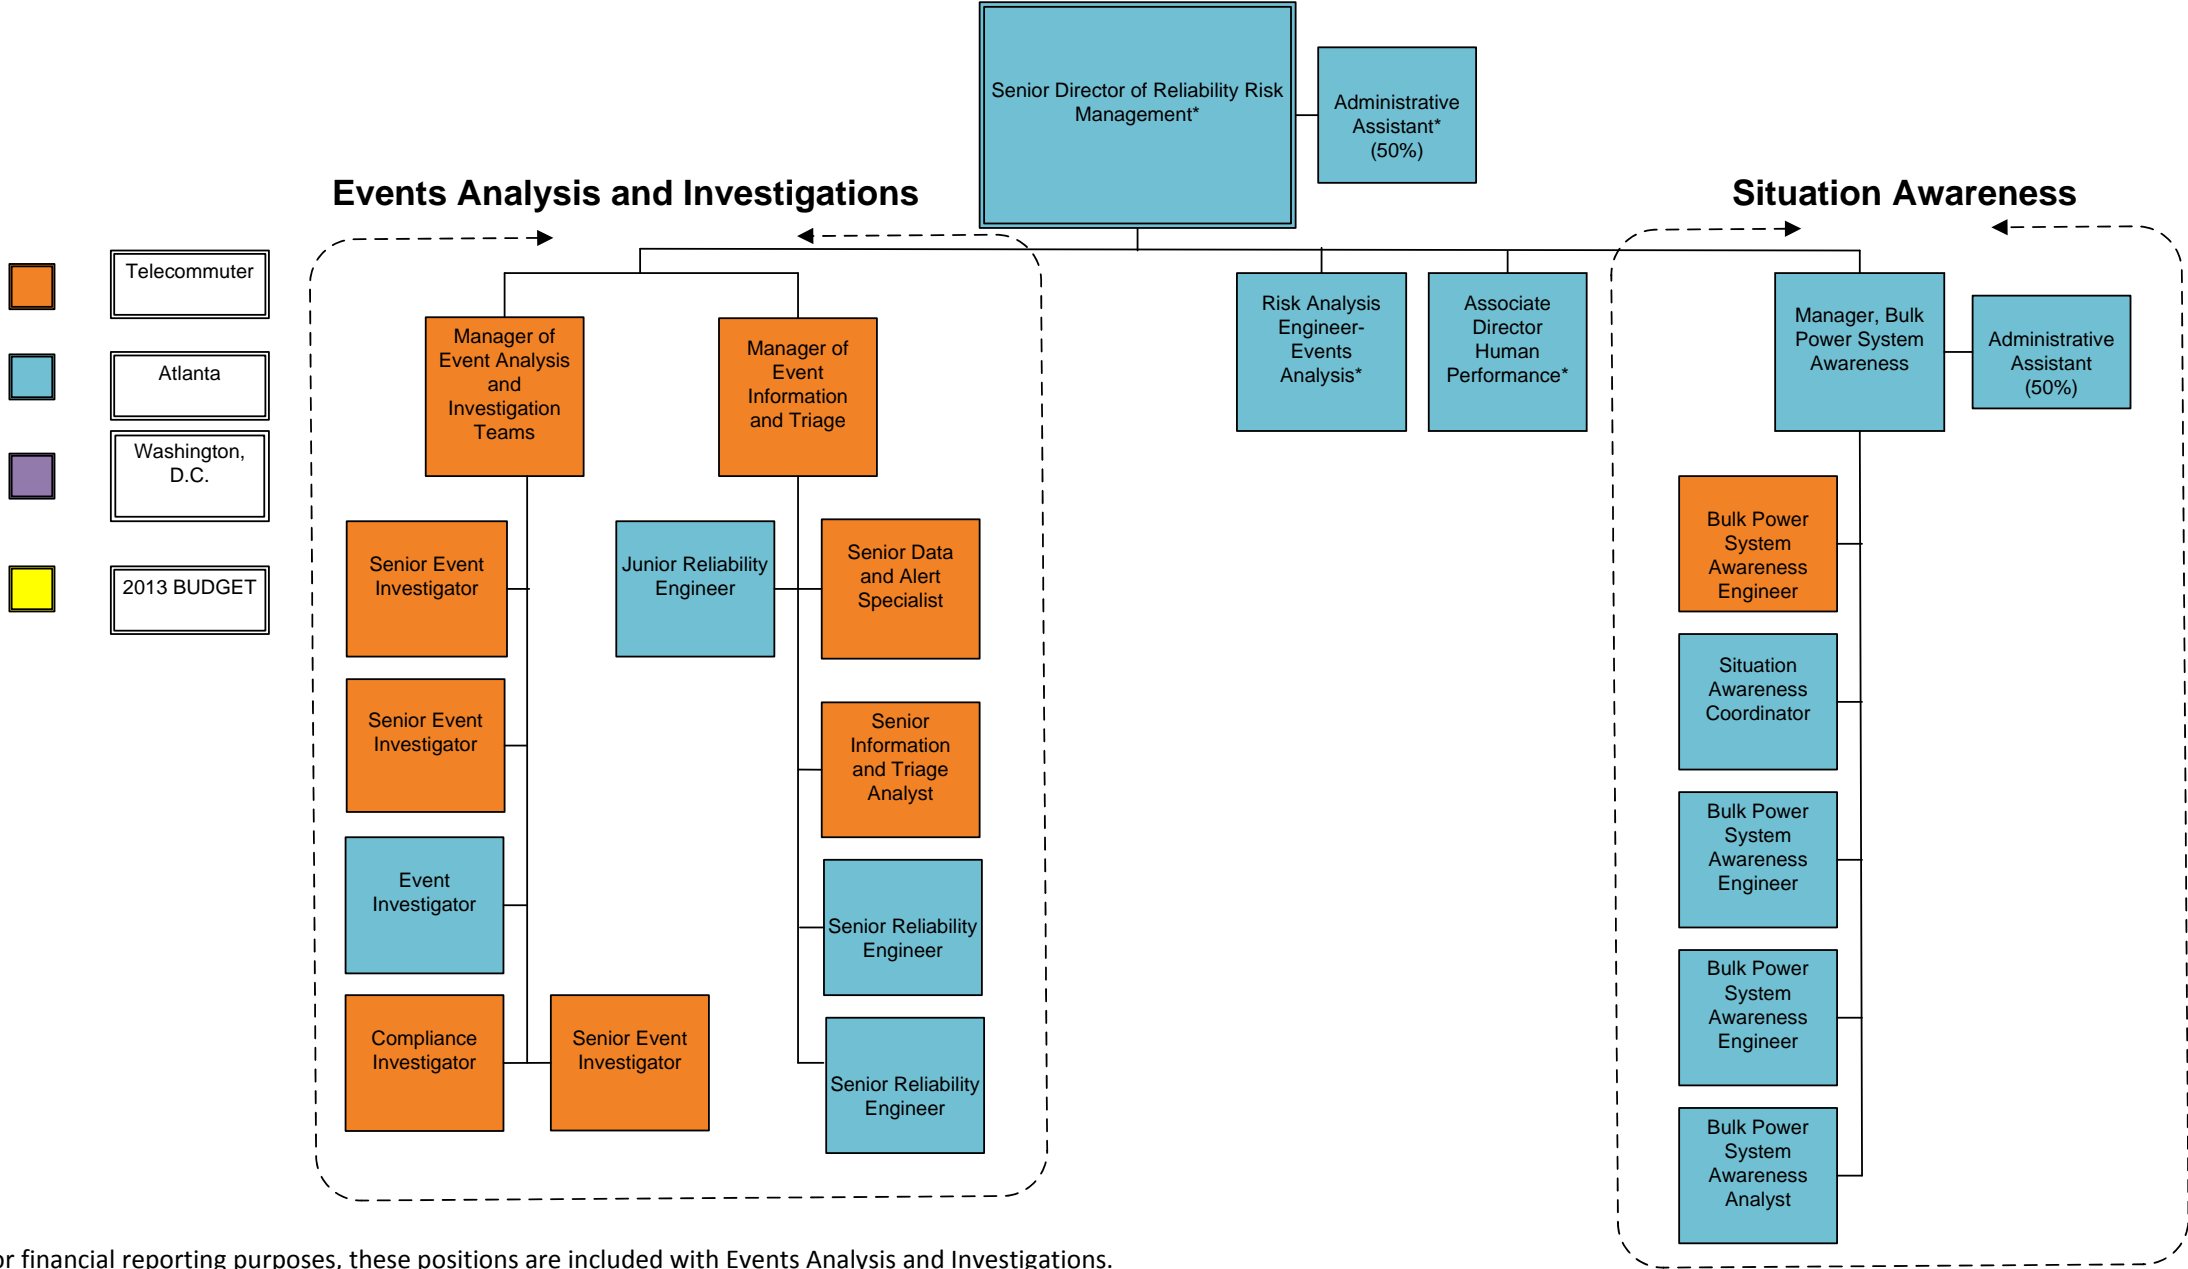 Senior Director of Reliability Risk
Management*
Administrative
Assistant*
(50%)
Events Analysis and Investigations
Situation Awareness
Telecommuter
Atlanta
Washington,
D.C.
2013 BUDGET
Manager of
Event Analysis
and
Investigation
Teams
Manager of
Event
Information
and Triage
Risk Analysis
Engineer-
Events
Analysis*
Associate
Director
Human
Performance*
Manager, Bulk
Power System
Awareness
Administrative
Assistant
(50%)
Senior Event
Investigator
Senior Event
Investigator
Event
Investigator
Compliance
Investigator
Senior Event
Investigator
Junior Reliability
Engineer
Senior Data
and Alert
Specialist
Senior
Information
and Triage
Analyst
Senior Reliability
Engineer
Senior Reliability
Engineer
Bulk Power
System
Awareness
Engineer
Situation
Awareness
Coordinator
Bulk Power
System
Awareness
Engineer
Bulk Power
System
Awareness
Engineer
Bulk Power
System
Awareness
Analyst
or financial reporting purposes, these positions are included with Events Analysis and Investigations.